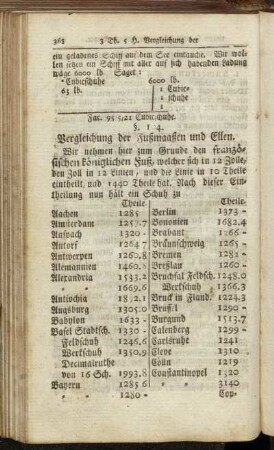 362 3 Th. 5 H. Vergleichung der
ein geladenes Schiff auf dem See eintauche. Wir wol-
len setzen ein Schiff mit aller auf sich habenden Ladung
wäge 6000 lb. Saget:
Cubicschuhe 6000 lb.
63 lb. 1 Cubic-
schuhe
1
Fac. 95 5/21 Cubicschuhe.
§. 14.
Vergleichung der Fußmaassen und Ellen.
Wir nehmen hier zum Grunde den französ-
sischen königlichen Fuß, welcher sich in 12 Zolle,
den Zoll in 12 Linien, und die Linie in 10 Theile
eintheilt, und 1440 Theile hat. Nach dieser Ein-
theilung nun hält ein Schuh zu
Theile.
Aachen 1285
Amsterdam 1257.7
Anspach 1320 -
Antorf 1264.7
Antwerpen 1260,8
Alemannien 1460.
Alexandria 1553.2
» » 1669.6
Antiochia 1812.1
Augsburg 1305.0
Babylon 1633 -
Basel Stadtsch. 1330 -
Feldschuh 1246.6
Werkschuh 1350.9
Decimalruthe
von 16 Sch. 1993.8
Bayern 1285.6
» » 1280 -
Theile.
Berlin 1373 -
Bononien 1682.4
Brabant 1266 -
Braunschweig 1265 -
Bremen 1281 -
Breßlau 1260 -
Bruchsal Feldsch. 1248.0
Werkschuh 1366.3
Bruck in Fland. 1224.3
Brüssel 1290 -
Burgund 1513.7
Calenberg 1299 -
Carlsruhe 1241 -
Cleve 1310 -
Cöln 1219 -
Constantinopel 1320 -
» » 3140
Cop-